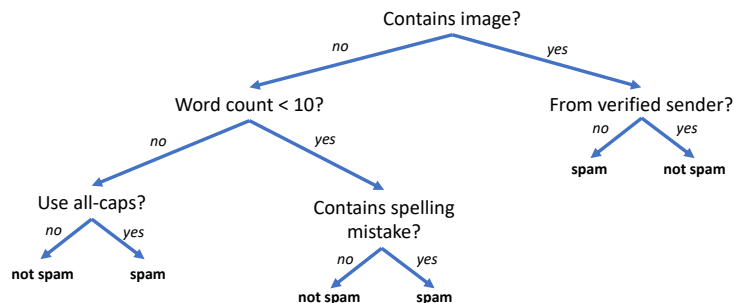 Contains image?
no
yes
Word count < 10?
From verified sender?
no
yes
no
yes
spam
not spam
Use all-caps?
Contains spelling
mistake?
no
yes
no
yes
not spam
spam
not spam
spam